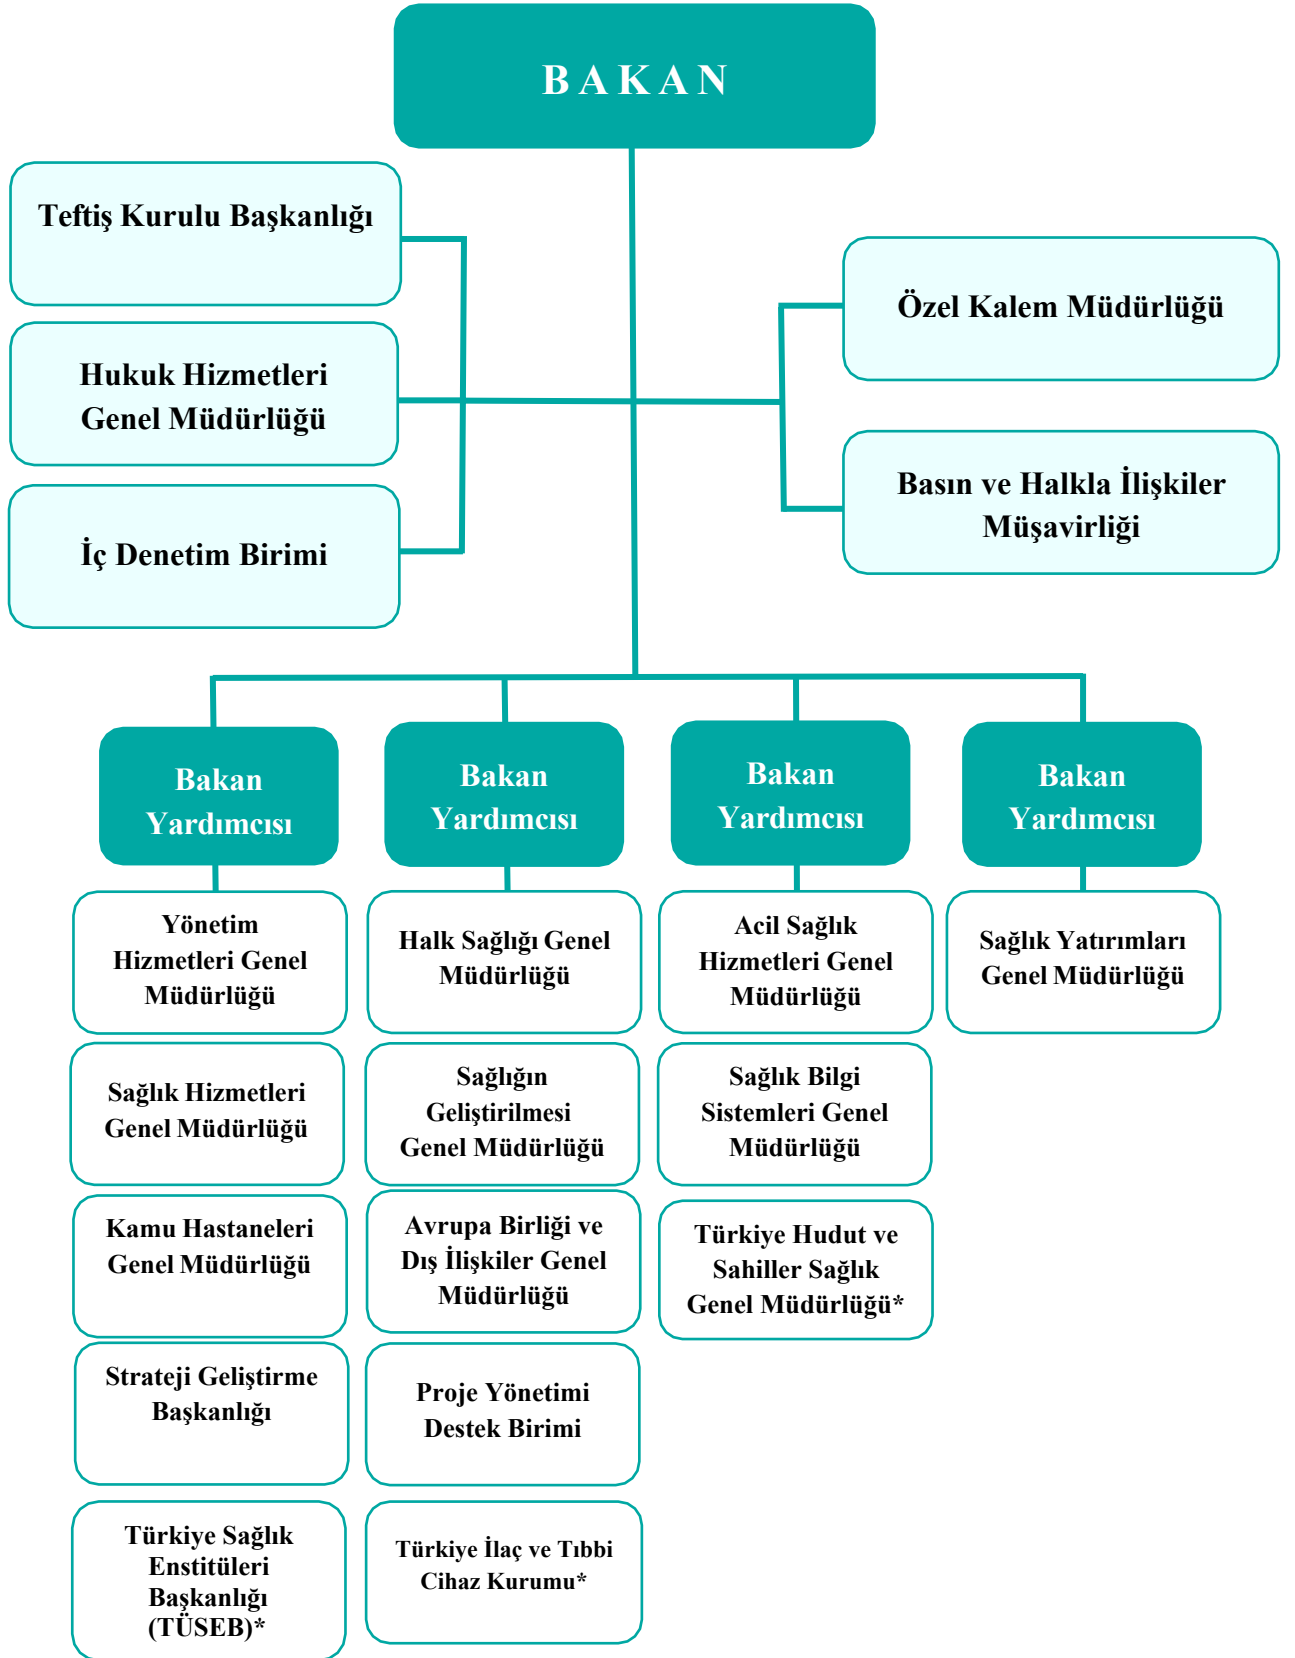 B A K A N
Teftiş Kurulu Başkanlığı
Hukuk Hizmetleri
Genel Müdürlüğü
İç Denetim Birimi
Özel Kalem Müdürlüğü
Basın ve Halkla İlişkiler
Müşavirliği
Bakan
Yardımcısı
Yönetim
Hizmetleri Genel
Müdürlüğü
Sağlık Hizmetleri
Genel Müdürlüğü
Kamu Hastaneleri
Genel Müdürlüğü
Strateji Geliştirme
Başkanlığı
Türkiye Sağlık
Enstitüleri
Başkanlığı
(TÜSEB)*
Bakan
Yardımcısı
Halk Sağlığı Genel
Müdürlüğü
Sağlığın
Geliştirilmesi
Genel Müdürlüğü
Avrupa Birliği ve
Dış İlişkiler Genel
Müdürlüğü
Proje Yönetimi
Destek Birimi
Türkiye İlaç ve Tıbbi
Cihaz Kurumu*
Bakan
Yardımcısı
Acil Sağlık
Hizmetleri Genel
Müdürlüğü
Sağlık Bilgi
Sistemleri Genel
Müdürlüğü
Türkiye Hudut ve
Sahiller Sağlık
Genel Müdürlüğü*
Bakan
Yardımcısı
Sağlık Yatırımları
Genel Müdürlüğü